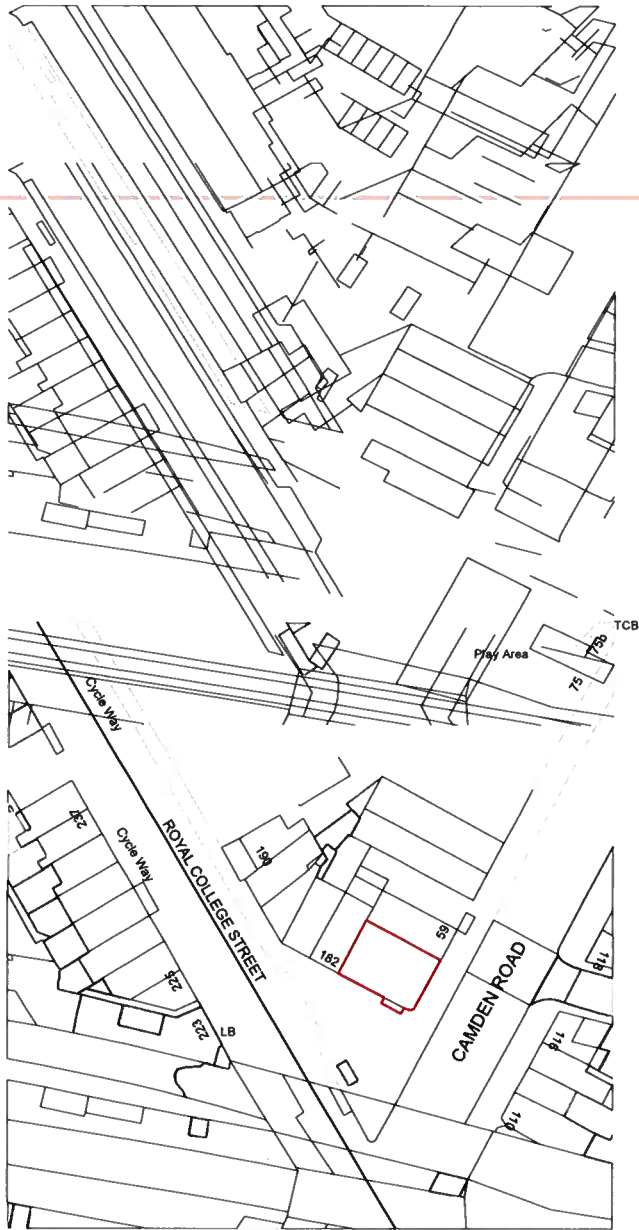 TCB
75b
Play Area
75
Cycle Way
237
Cycle Way
ROYAL COLLEGE STREET
190
59
182
118
225
CAMDEN ROAD
223
LB
116
110